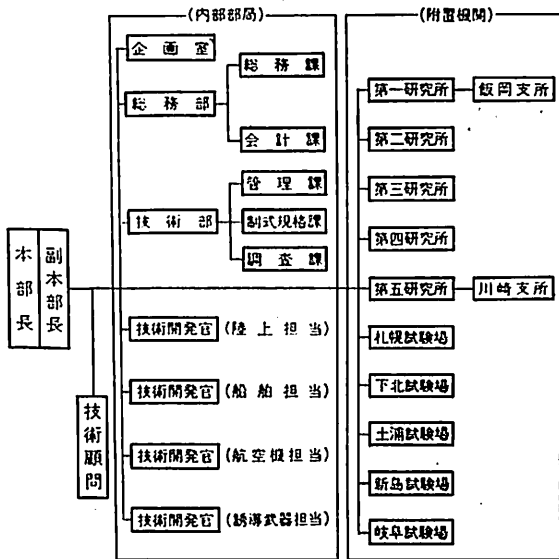 (内部部局)
企画室
総務部
総務課
会計課
技術部
管理課
制式規格課
調査課
技術開発官(陸上担当)
技術開発官(船舶担当)
技術開発官(航空機担当)
技術開発官(誘導武器担当)
本部長
副本部長
技術顧問
(附置機関)
第一研究所
飯岡支所
第二研究所
第三研究所
第四研究所
第五研究所
川崎支所
札幌試験場
下北試験場
土浦試験場
新島試験場
岐阜試験場